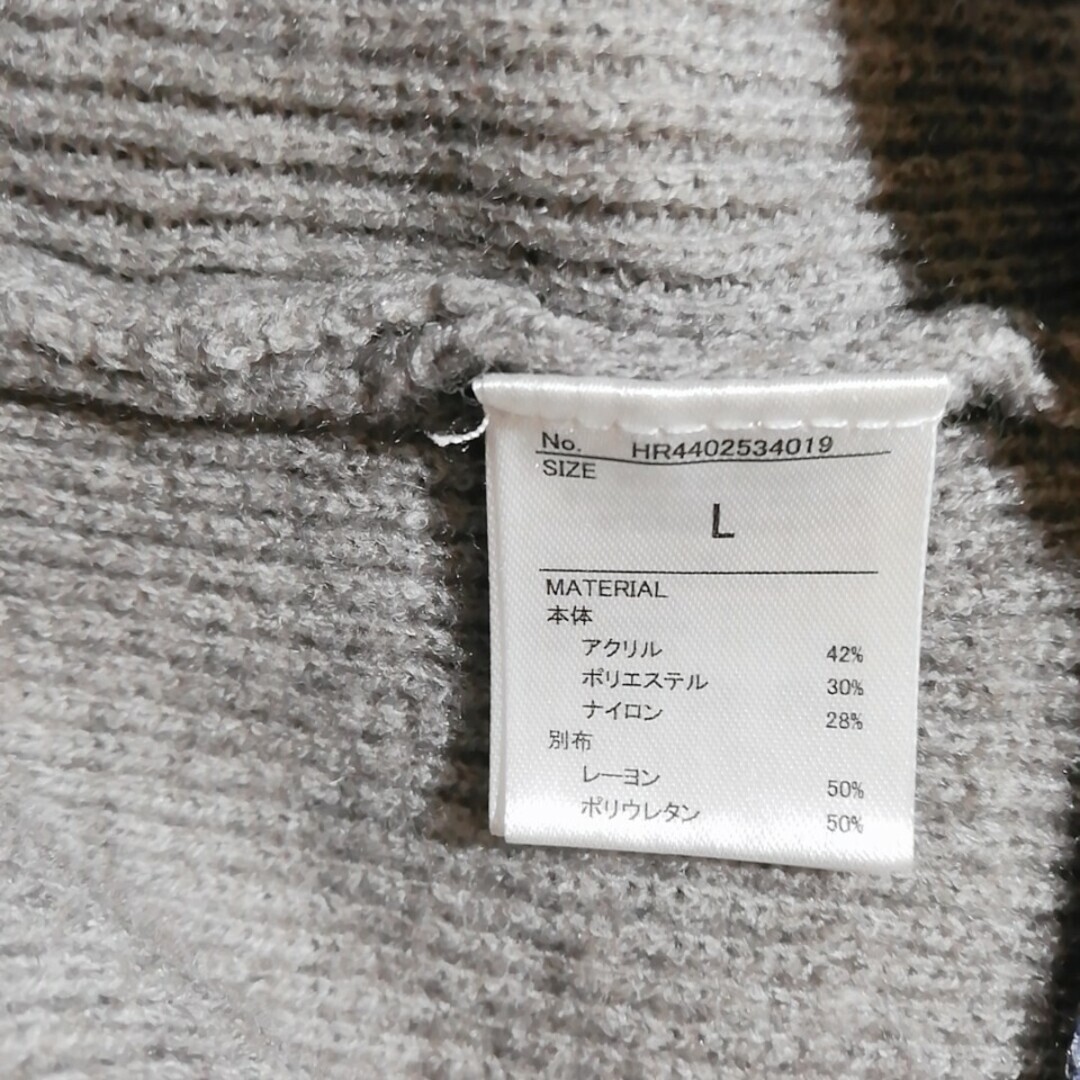 No. HR4402534019
SIZE
L
MATERIAL
本体
アクリル 42%
ポリエステル 30%
ナイロン 28%
別布
レーヨン 50%
ポリウレタン 50%